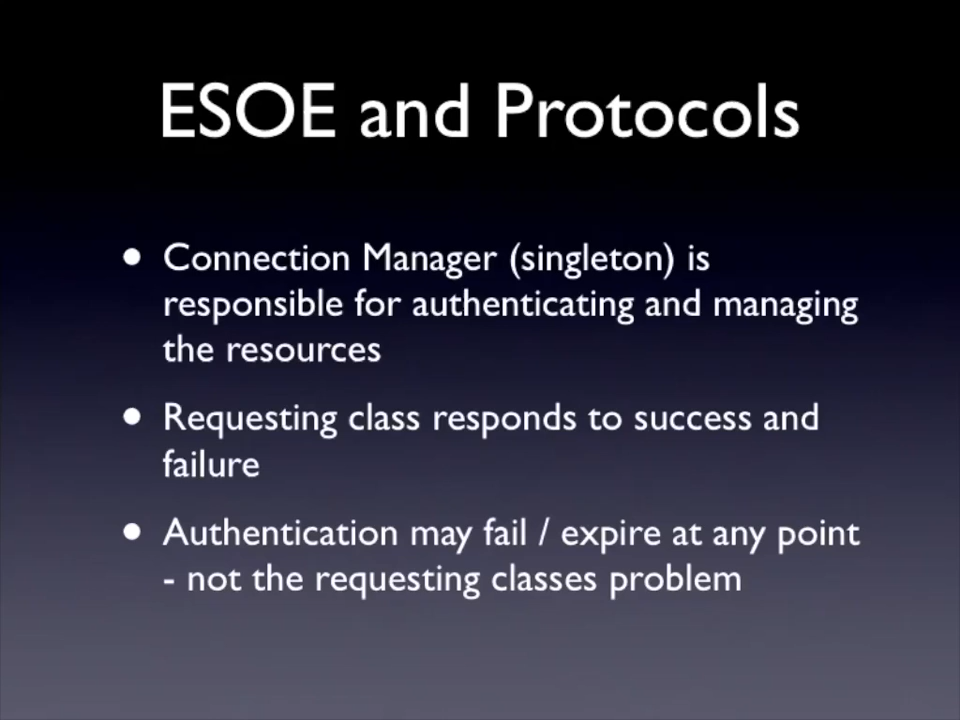 ESOE and Protocols
• Connection Manager (singleton) is
responsible for authenticating and managing
the resources
• Requesting class responds to success and
failure
• Authentication may fail / expire at any point
- not the requesting classes problem